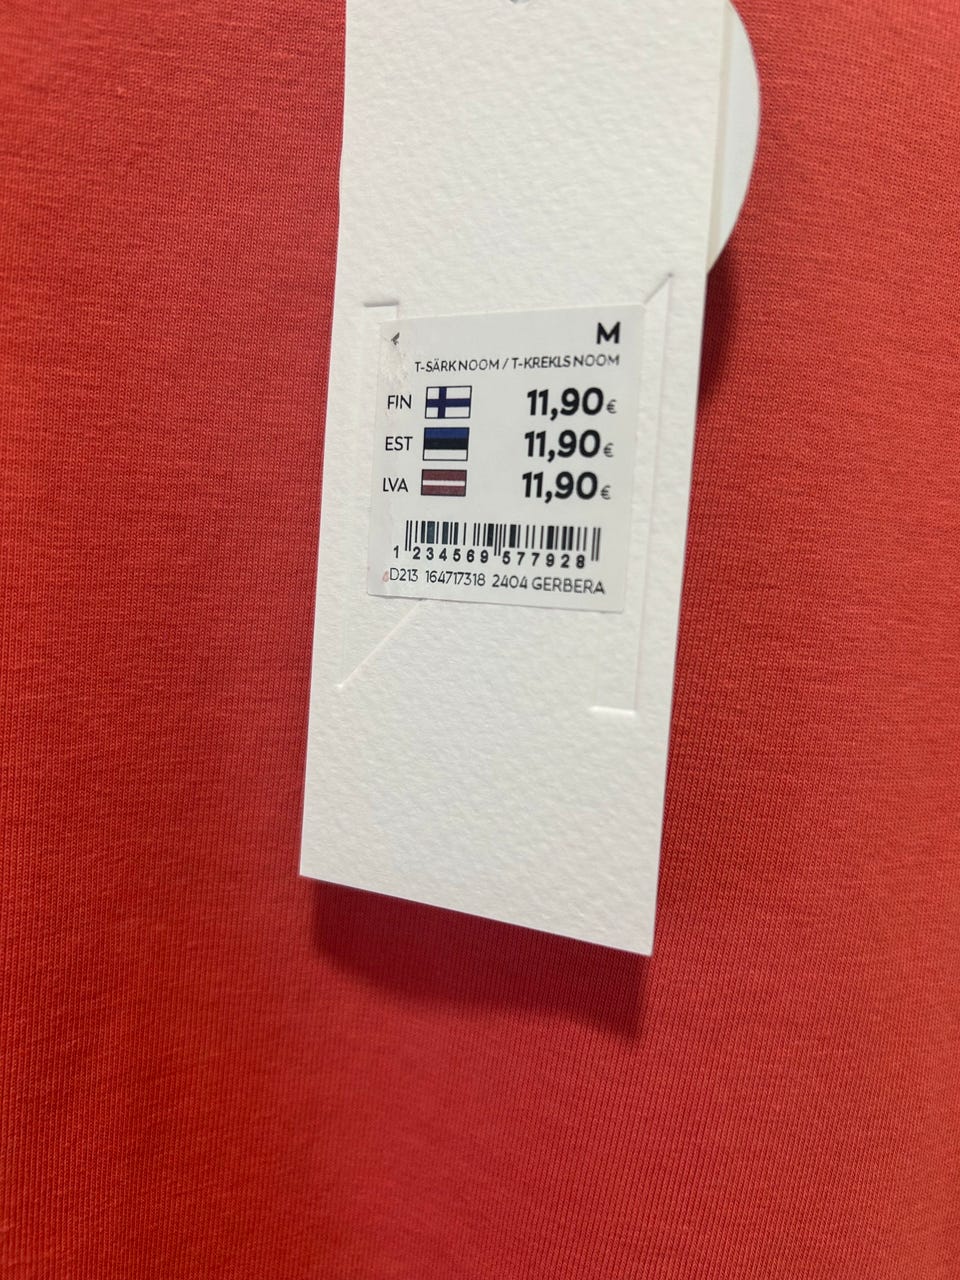 M
T-SÄRK NOOM / T-KREKLS NOOM
FIN 11,90€
EST 11,90€
LVA 11,90€
1 234569 577928
D213 164717318 2404 GERBERA